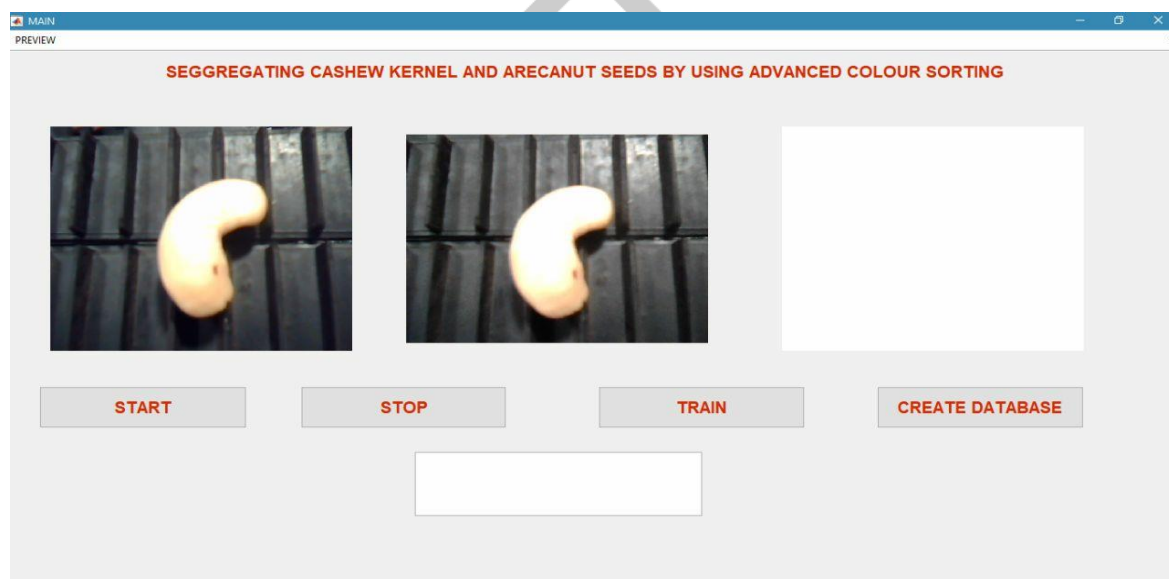 MAIN
PREVIEW
SEGGREGATING CASHEW KERNEL AND ARECANUT SEEDS BY USING ADVANCED COLOUR SORTING
START STOP TRAIN CREATE DATABASE